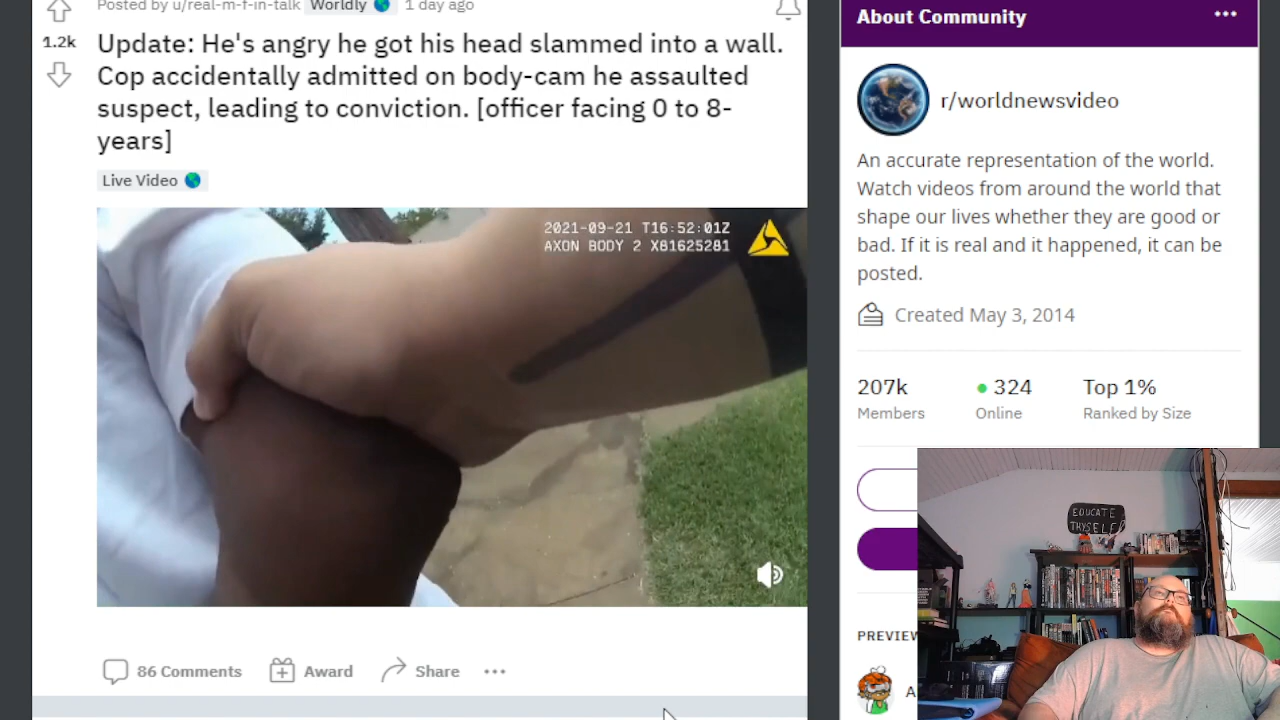 Posted by u/real-m-f-in-talk Worldly 1 day ago
1.2k
Update: He's angry he got his head slammed into a wall.
Cop accidentally admitted on body-cam he assaulted
suspect, leading to conviction. [officer facing 0 to 8-
years]
Live Video
2021-09-21 T16:52:01Z
AXON BODY 2 X81625281
86 Comments Award Share
About Community
r/worldnewsvideo
An accurate representation of the world.
Watch videos from around the world that
shape our lives whether they are good or
bad. If it is real and it happened, it can be
posted.
Created May 3, 2014
207k 324 Top 1%
Members Online Ranked by Size
EDUCATE
THYSELF
PREVIEW
A